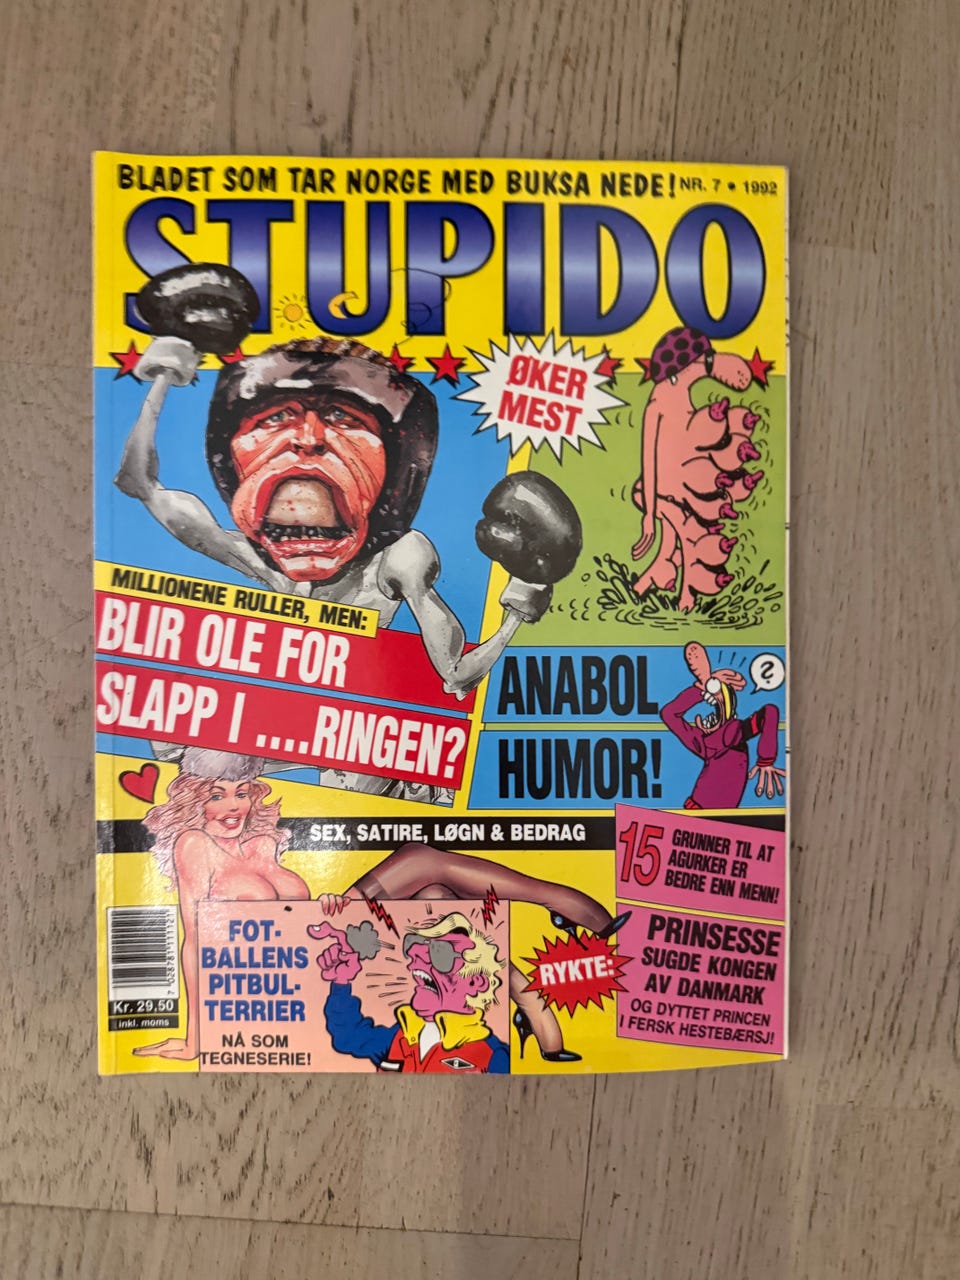 BLADET SOM TAR NORGE MED BUKSA NEDE! NR. 7 • 1992
STUPIDO
ØKER
MEST
MILLIONENE RULLER, MEN:
BLIR OLE FOR
SLAPP I ....RINGEN?
ANABOL
HUMOR!
?
SEX, SATIRE, LØGN & BEDRAG
15 GRUNNER TIL AT
AGURKER ER
BEDRE ENN MENN!
FOT-
BALLENS
PITBUL-
TERRIER
NÅ SOM
TEGNESERIE!
RYKTE:
PRINSESSE
SUGDE KONGEN
AV DANMARK
OG DYTTET PRINCEN
I FERSK HESTEBÆRSJ!
7 028781 111121
Kr. 29,50
inkl. moms